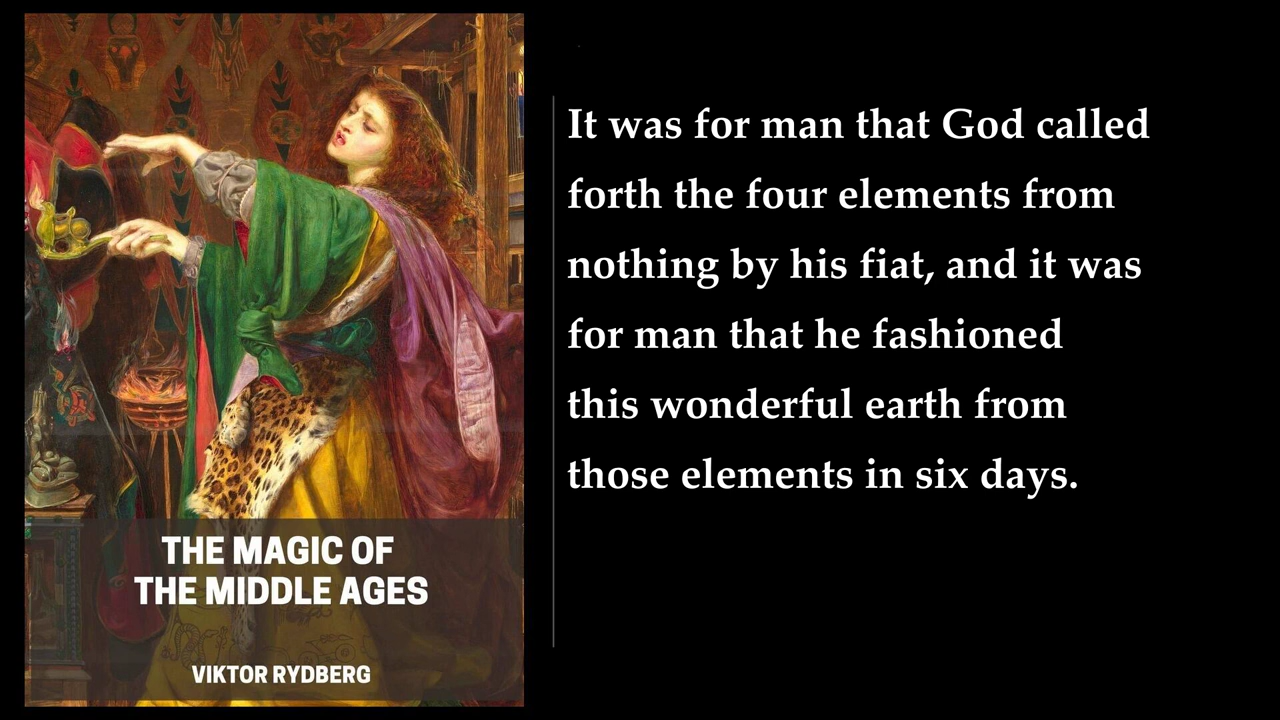 THE MAGIC OF
THE MIDDLE AGES
VIKTOR RYDBERG
It was for man that God called
forth the four elements from
nothing by his fiat, and it was
for man that he fashioned
this wonderful earth from
those elements in six days.